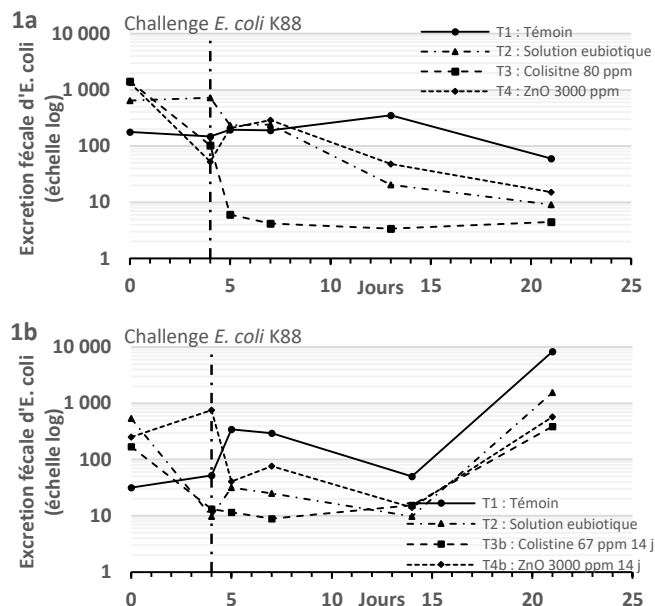 1a
Challenge E. coli K88
T1 : Témoin
T2 : Solution eubiotique
T3 : Colisitne 80 ppm
T4 : ZnO 3000 ppm
Excretion fécale d'E. coli
(échelle log)
10 000
1 000
100
10
1
0 5 10 15 20 25
Jours
1b
Challenge E. coli K88
Excretion fécale d'E. coli
(échelle log)
10 000
1 000
100
10
1
T1 : Témoin
T2 : Solution eubiotique
T3b : Colistine 67 ppm 14 j
T4b : ZnO 3000 ppm 14 j
0 5 10 15 20 25
Jours